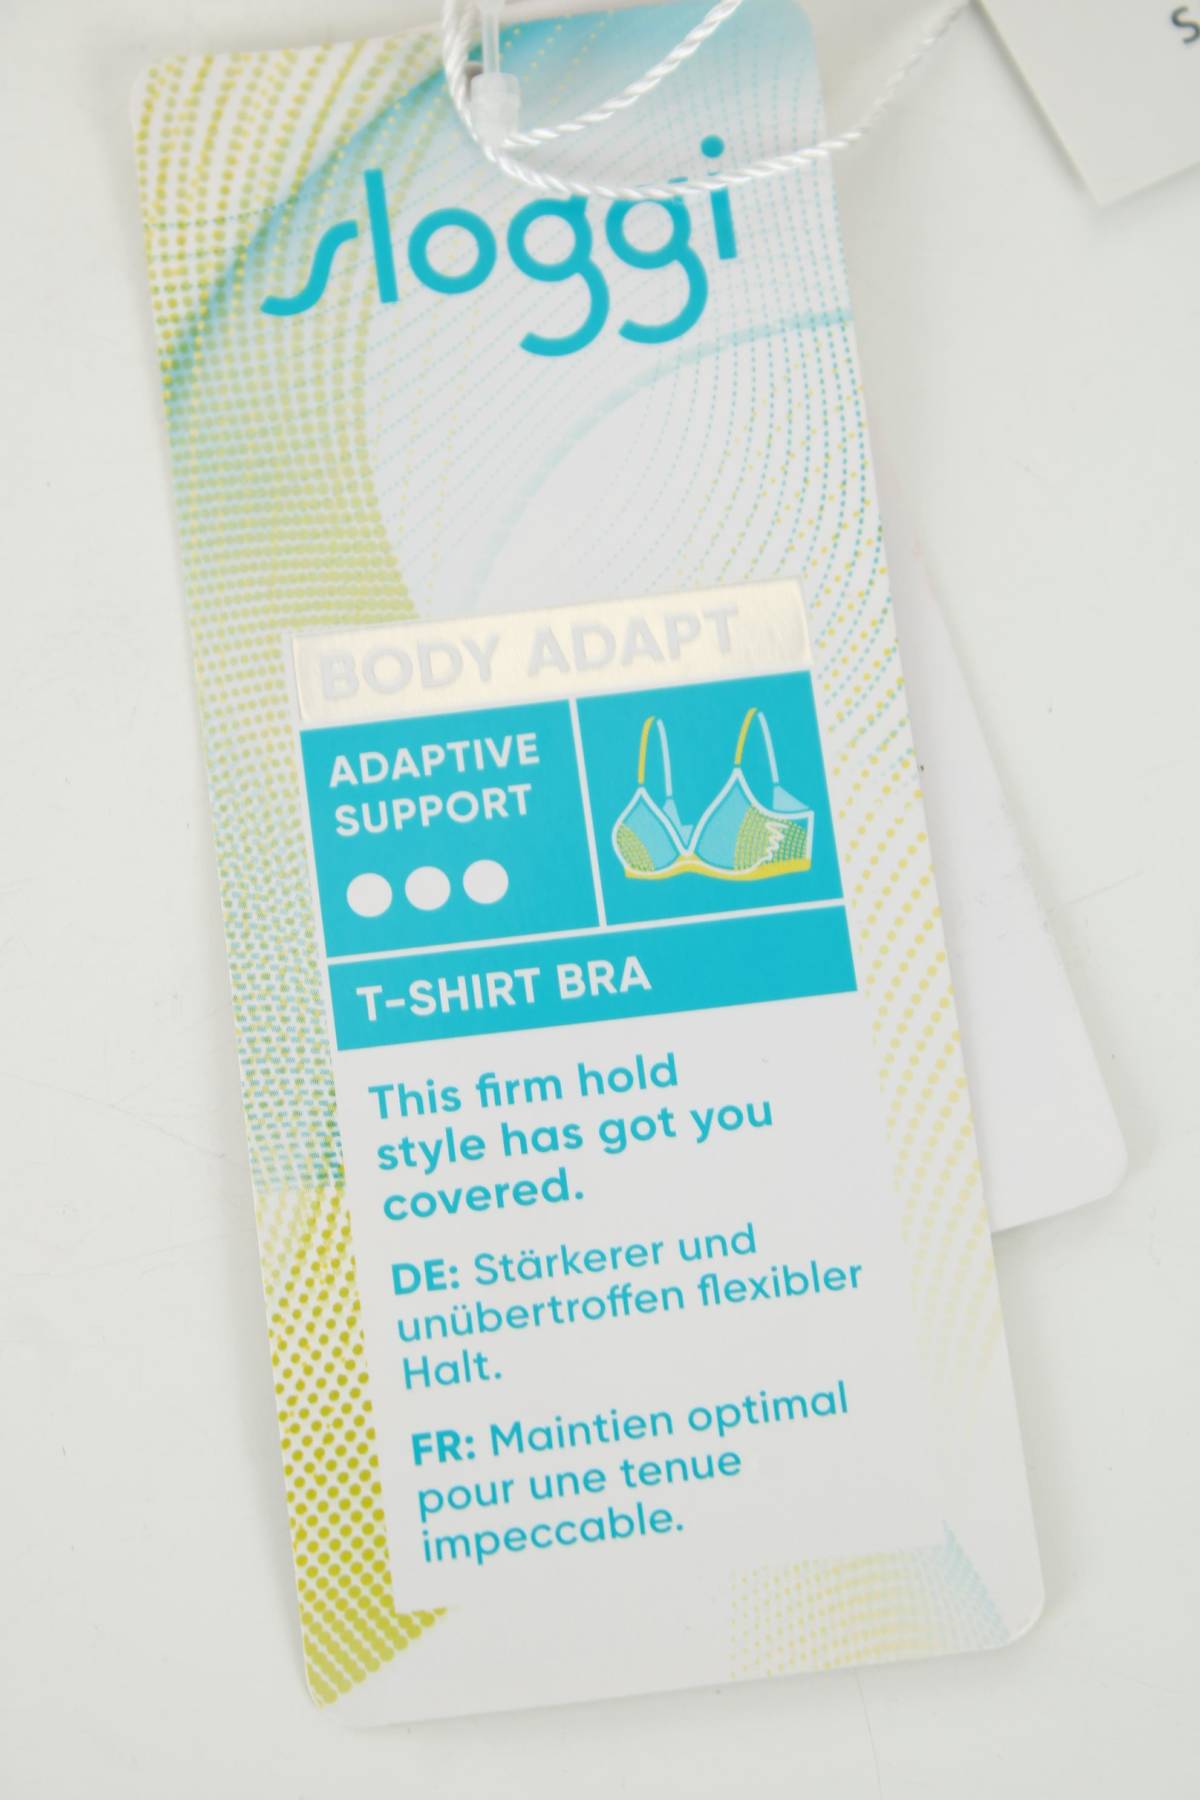 sloggi
BODY ADAPT
ADAPTIVE
SUPPORT
T-SHIRT BRA
This firm hold
style has got you
covered.
DE: Stärkerer und
unübertroffen flexibler
Halt.
FR: Maintien optimal
pour une tenue
impeccable.